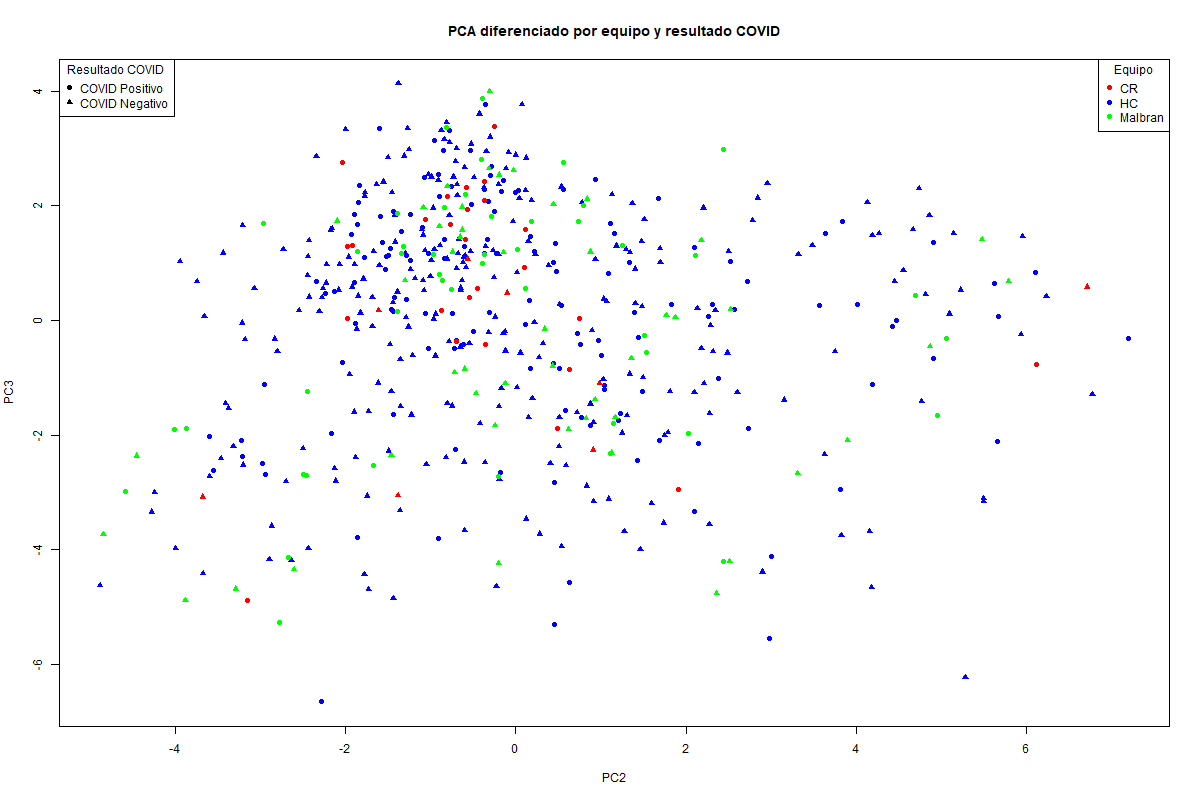 PCA diferenciado por equipo y resultado COVID
Resultado COVID
COVID Positivo
COVID Negativo
Equipo
CR
HC
Malbran
4
2
0
-2
-4
-6
PC3
-4
-2
0
2
4
6
PC2